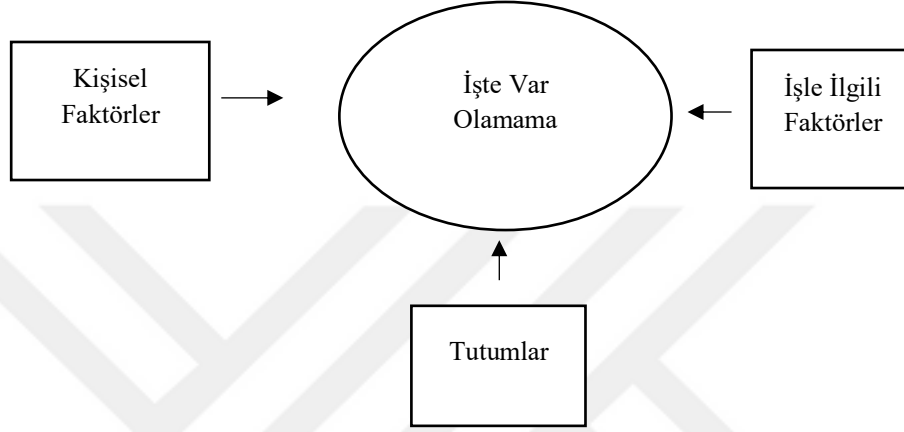 Kişisel
Faktörler
İşte Var
Olamama
İşle İlgili
Faktörler
Tutumlar